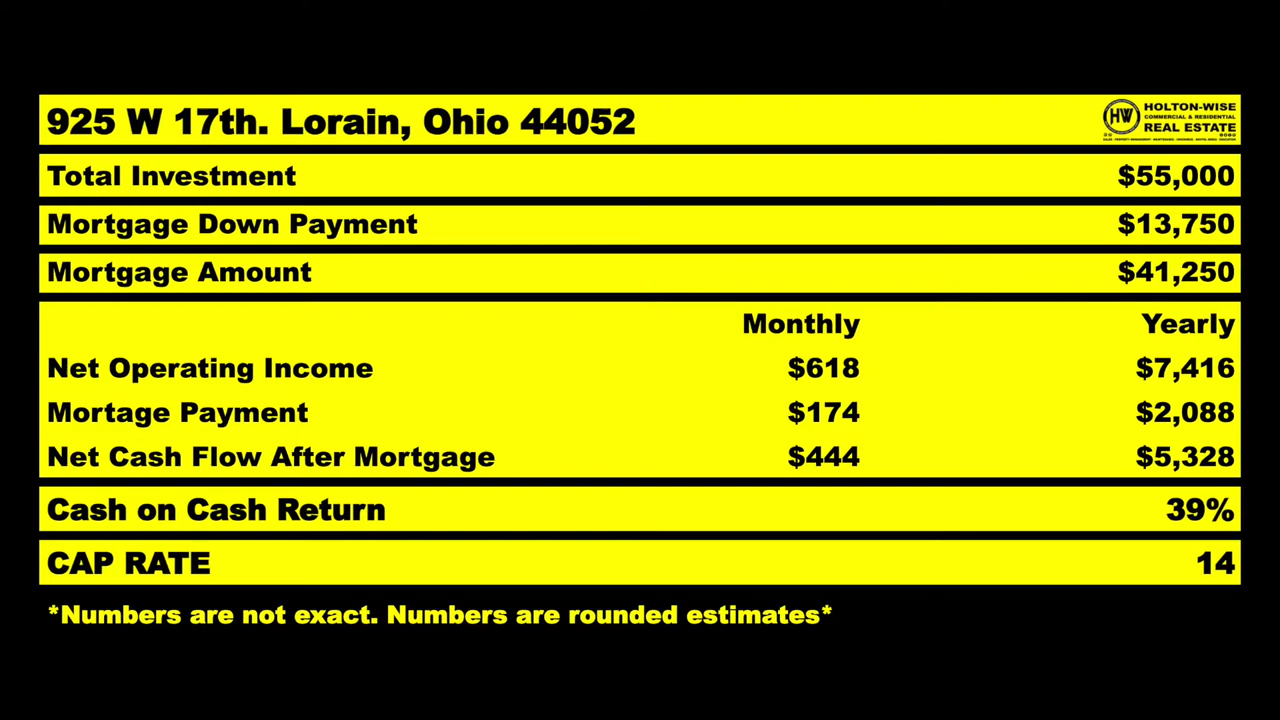 925 W 17th. Lorain, Ohio 44052
HOLTON-WISE
COMMERCIAL & RESIDENTIAL
REAL ESTATE
HW
Total Investment $55,000
Mortgage Down Payment $13,750
Mortgage Amount $41,250
Monthly Yearly
Net Operating Income $618 $7,416
Mortage Payment $174 $2,088
Net Cash Flow After Mortgage $444 $5,328
Cash on Cash Return 39%
CAP RATE 14
*Numbers are not exact. Numbers are rounded estimates*